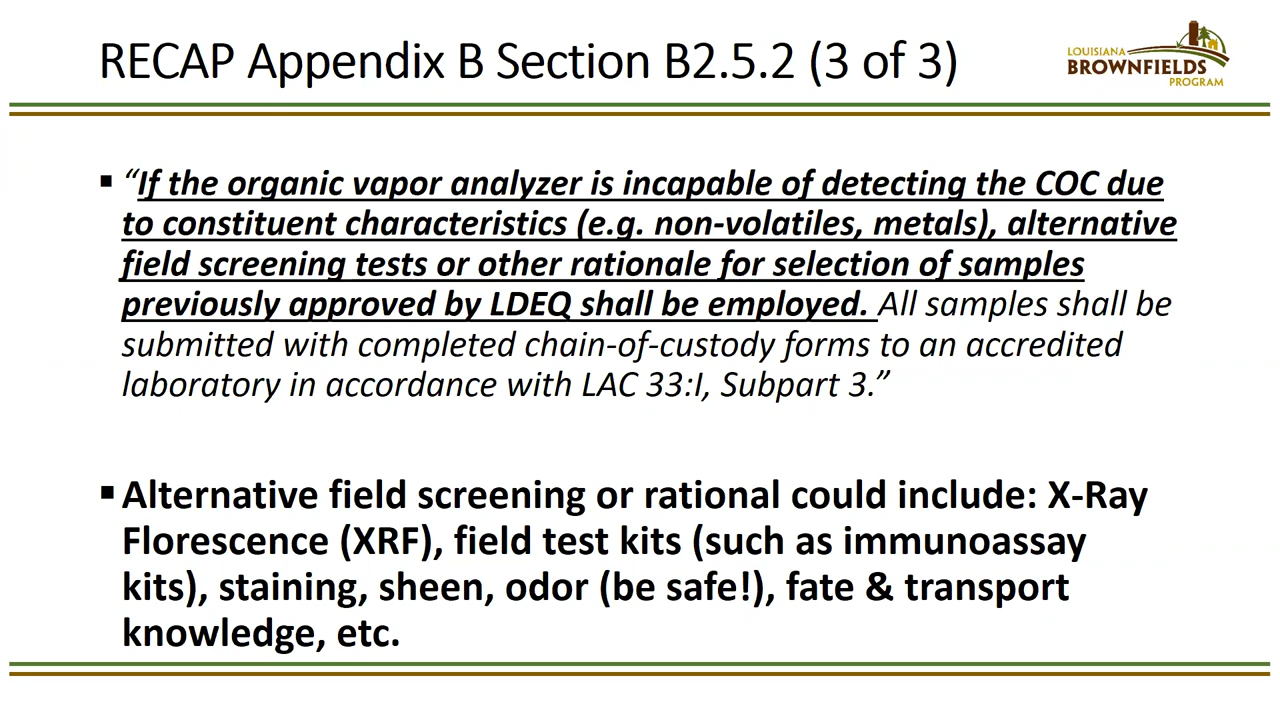 RECAP Appendix B Section B2.5.2 (3 of 3)
LOUISIANA
BROWNFIELDS
PROGRAM
▪ “If the organic vapor analyzer is incapable of detecting the COC due
to constituent characteristics (e.g. non-volatiles, metals), alternative
field screening tests or other rationale for selection of samples
previously approved by LDEQ shall be employed. All samples shall be
submitted with completed chain-of-custody forms to an accredited
laboratory in accordance with LAC 33:I, Subpart 3.”
▪ Alternative field screening or rational could include: X-Ray
Florescence (XRF), field test kits (such as immunoassay
kits), staining, sheen, odor (be safe!), fate & transport
knowledge, etc.